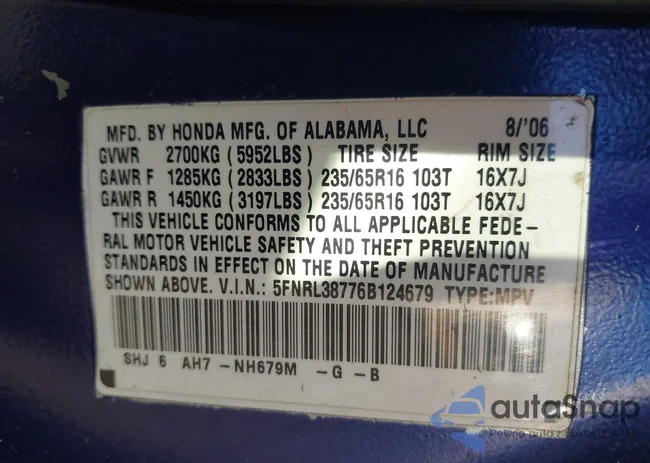 MFD. BY HONDA MFG. OF ALABAMA, LLC 8/'06
GVWR 2700KG (5952LBS) TIRE SIZE RIM SIZE
GAWR F 1285KG (2833LBS) 235/65R16 103T 16X7J
GAWR R 1450KG (3197LBS) 235/65R16 103T 16X7J
THIS VEHICLE CONFORMS TO ALL APPLICABLE FEDE-
RAL MOTOR VEHICLE SAFETY AND THEFT PREVENTION
STANDARDS IN EFFECT ON THE DATE OF MANUFACTURE
SHOWN ABOVE. V.I.N.: 5FNRL38776B124679 TYPE:MPV
SHJ 6 AH7 -NH679M -G -B
autoSnap
Pewne auto z